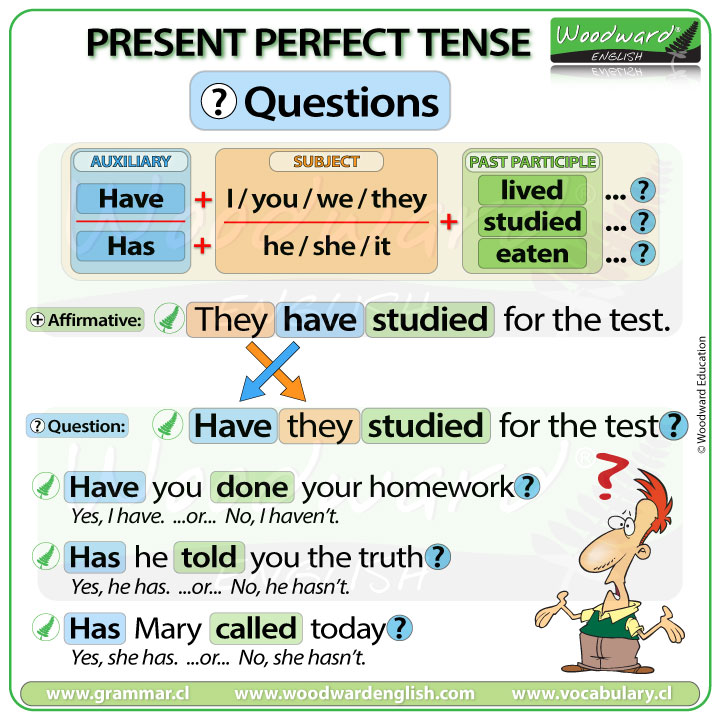 PRESENT PERFECT TENSE
Woodward®
ENGLISH
? Questions
AUXILIARY SUBJECT PAST PARTICIPLE
Have + I / you / we / they + lived ... ?
studied ... ?
Has + he / she / it eaten ... ?
+ Affirmative: They have studied for the test.
? Question: Have they studied for the test?
Have you done your homework?
Yes, I have. ...or... No, I haven't.
Has he told you the truth?
Yes, he has. ...or... No, he hasn't.
Has Mary called today?
Yes, she has. ...or... No, she hasn't.
?
© Woodward Education
www.grammar.cl www.woodwardenglish.com www.vocabulary.cl
Woodward®
ENGLISH
Woodward®
ENGLISH